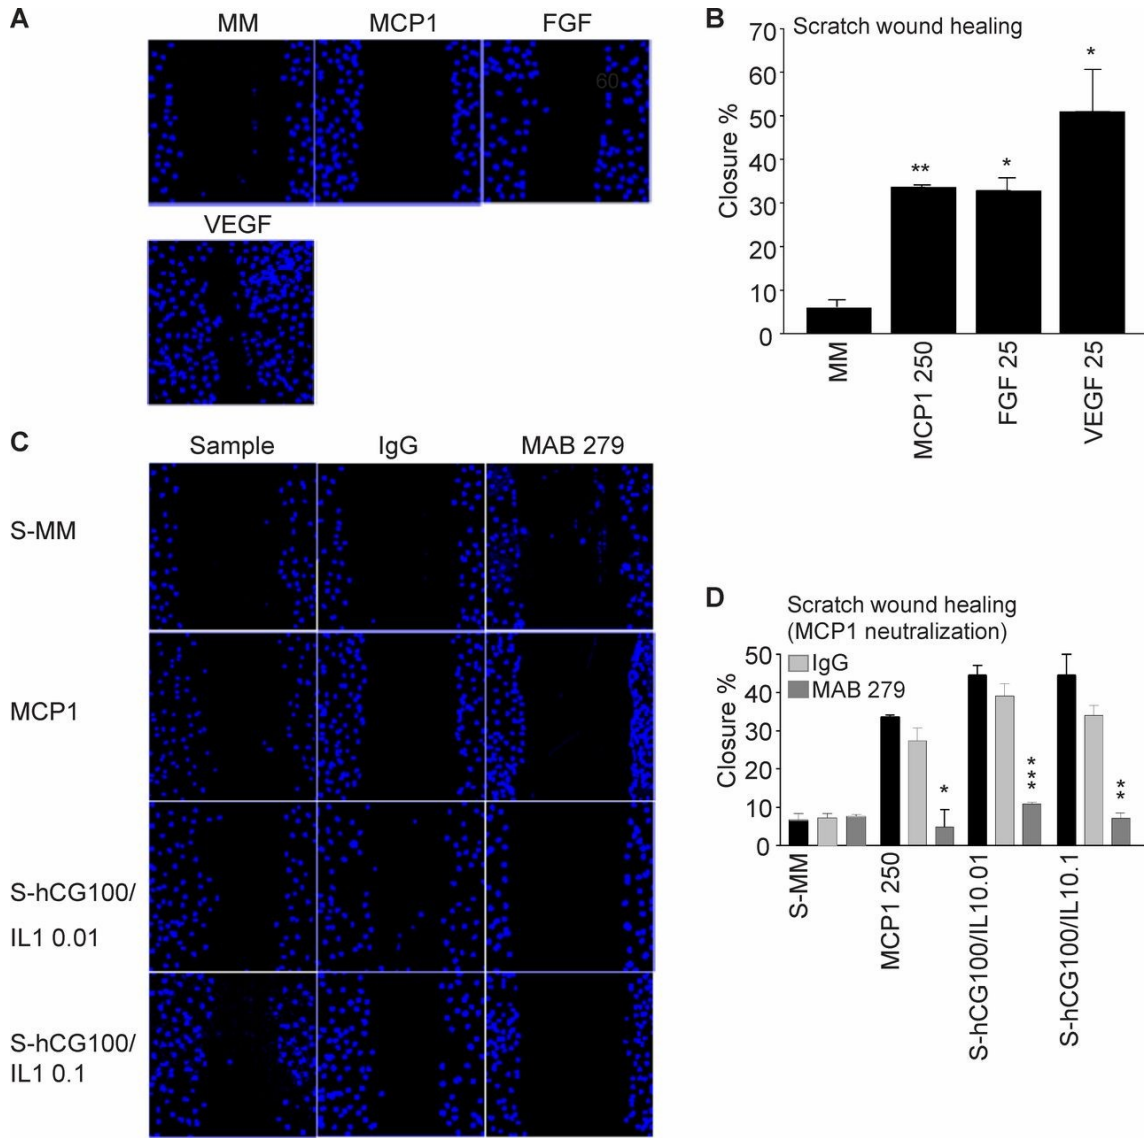 A
MM MCP1 FGF
60
VEGF
B
Scratch wound healing
Closure %
70
60
50
40
30
20
10
0
**
*
*
MM
MCP1 250
FGF 25
VEGF 25
C
Sample IgG MAB 279
S-MM
MCP1
S-hCG100/
IL1 0.01
S-hCG100/
IL1 0.1
D
Scratch wound healing
(MCP1 neutralization)
IgG
MAB 279
Closure %
50
40
30
20
10
0
*
***
**
S-MM
MCP1 250
S-hCG100/IL10.01
S-hCG100/IL10.1